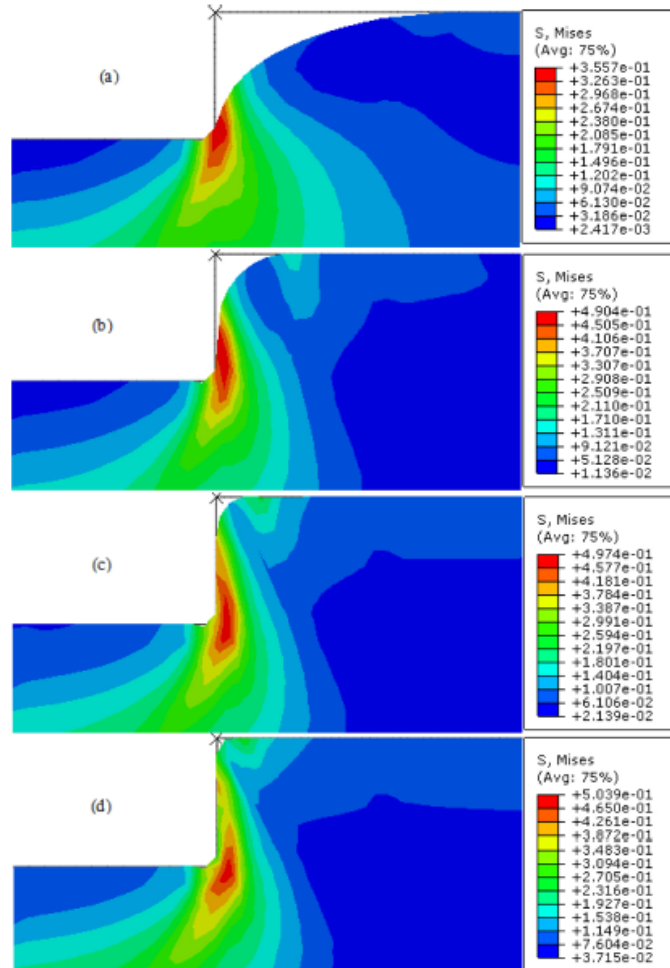 (a)
S, Mises
(Avg: 75%)
+3.557e-01
+3.263e-01
+2.968e-01
+2.674e-01
+2.380e-01
+2.085e-01
+1.791e-01
+1.496e-01
+1.202e-01
+9.074e-02
+6.130e-02
+3.186e-02
+2.417e-03
(b)
S, Mises
(Avg: 75%)
+4.904e-01
+4.505e-01
+4.106e-01
+3.707e-01
+3.307e-01
+2.908e-01
+2.509e-01
+2.110e-01
+1.710e-01
+1.311e-01
+9.121e-02
+5.128e-02
+1.136e-02
(c)
S, Mises
(Avg: 75%)
+4.974e-01
+4.577e-01
+4.181e-01
+3.784e-01
+3.387e-01
+2.991e-01
+2.594e-01
+2.197e-01
+1.801e-01
+1.404e-01
+1.007e-01
+6.106e-02
+2.139e-02
(d)
S, Mises
(Avg: 75%)
+5.039e-01
+4.650e-01
+4.261e-01
+3.872e-01
+3.483e-01
+3.094e-01
+2.705e-01
+2.316e-01
+1.927e-01
+1.538e-01
+1.149e-01
+7.604e-02
+3.715e-02